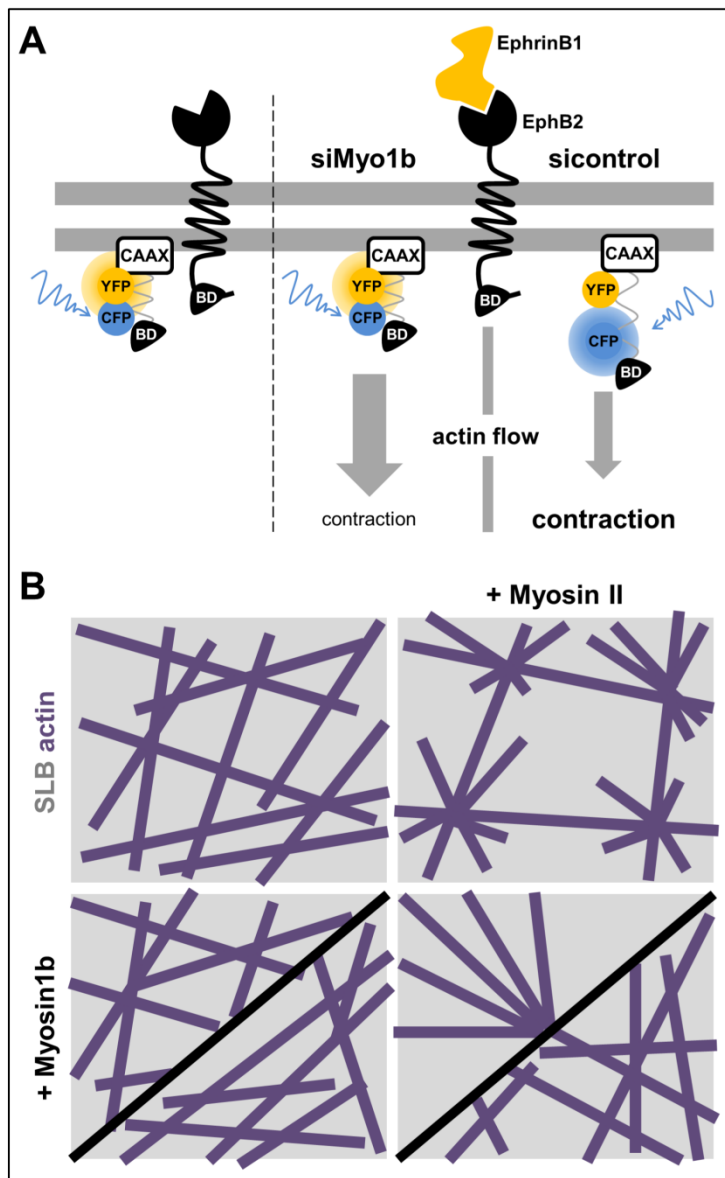 A
EphrinB1
EphB2
siMyo1b
sicontrol
CAAX
CAAX
CAAX
YFP
YFP
YFP
CFP
CFP
CFP
BD
BD
BD
BD
BD
actin flow
contraction
contraction
B
+ Myosin II
SLB actin
+ Myosin1b